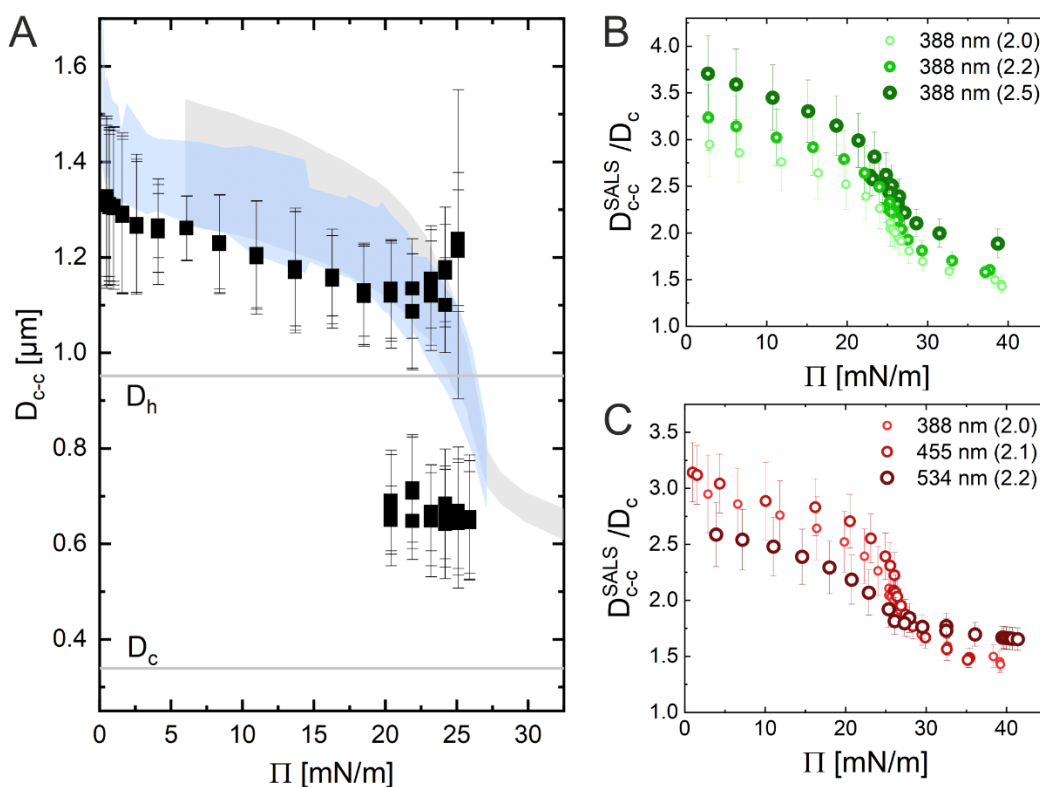 A
D_c-c [µm]
1.6
1.4
1.2
1.0
0.8
0.6
0.4
D_h
D_c
0 5 10 15 20 25 30
Π [mN/m]
B
D_c-c^SALS /D_c
4.0
3.5
3.0
2.5
2.0
1.5
1.0
388 nm (2.0)
388 nm (2.2)
388 nm (2.5)
0 10 20 30 40
Π [mN/m]
C
D_c-c^SALS /D_c
3.5
3.0
2.5
2.0
1.5
1.0
388 nm (2.0)
455 nm (2.1)
534 nm (2.2)
0 10 20 30 40
Π [mN/m]